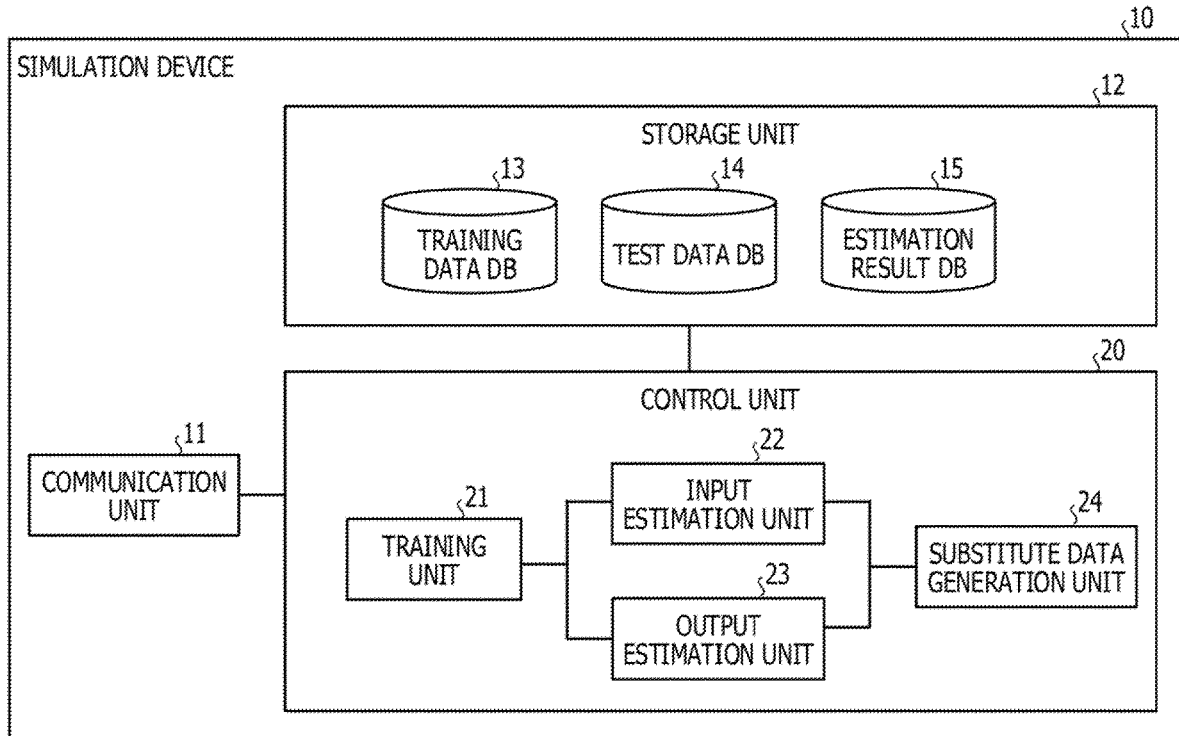 10
SIMULATION DEVICE
12
STORAGE UNIT
13
14
15
TRAINING
DATA DB
TEST DATA DB
ESTIMATION
RESULT DB
20
CONTROL UNIT
11
COMMUNICATION
UNIT
21
TRAINING
UNIT
22
INPUT
ESTIMATION UNIT
23
OUTPUT
ESTIMATION UNIT
24
SUBSTITUTE DATA
GENERATION UNIT